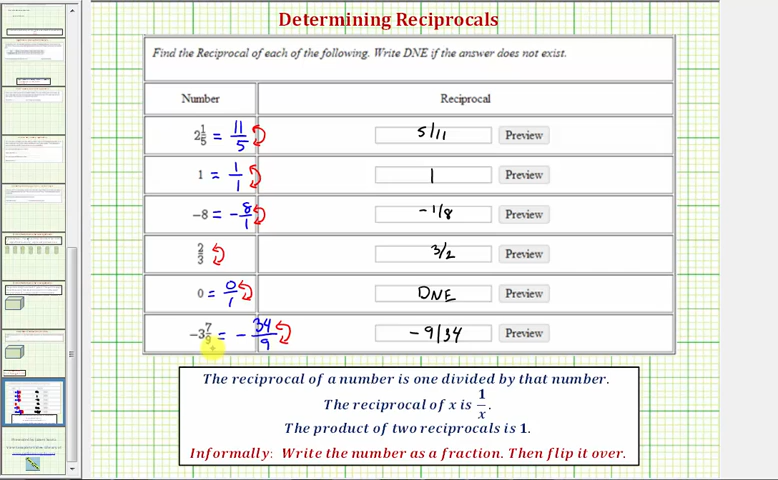 Determining Reciprocals
Find the Reciprocal of each of the following. Write DNE if the answer does not exist.
Number Reciprocal
2 1/5 = 11/5 5/11 Preview
1 = 1/1 1 Preview
-8 = -8/1 -1/8 Preview
2/3 3/2 Preview
0 = 0/1 DNE Preview
-3 7/9 = -34/9 -9/34 Preview
The reciprocal of a number is one divided by that number.
The reciprocal of x is 1/x.
The product of two reciprocals is 1.
Informally: Write the number as a fraction. Then flip it over.